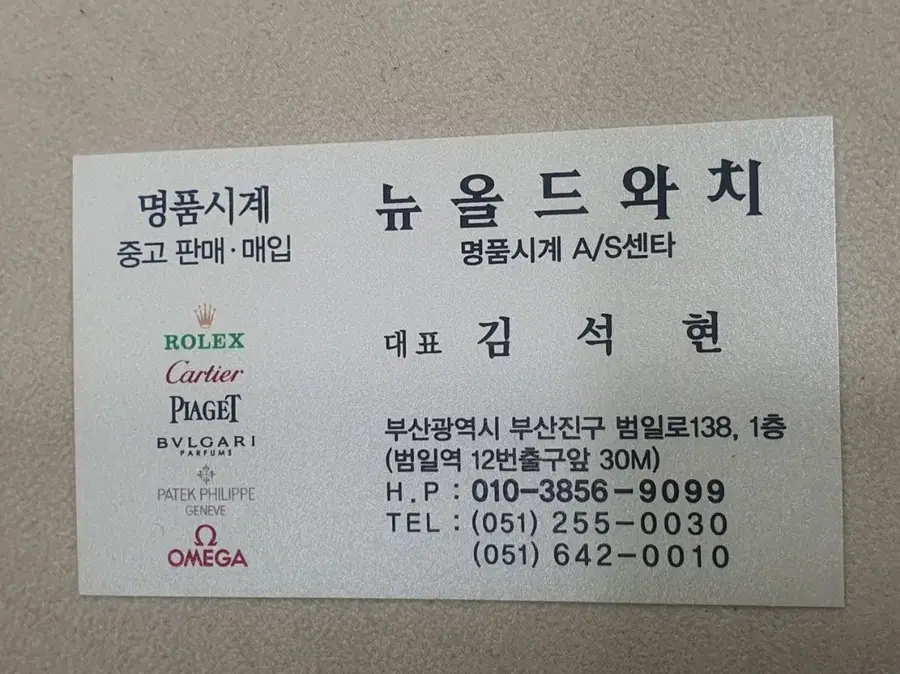 명품시계
중고 판매·매입
ROLEX
Cartier
PIAGET
BVLGARI
PARFUMS
PATEK PHILIPPE
GENEVE
Ω
OMEGA
뉴올드와치
명품시계 A/S센타
대표 김석현
부산광역시 부산진구 범일로138, 1층
(범일역 12번출구앞 30M)
H.P : 010-3856-9099
TEL : (051) 255-0030
(051) 642-0010